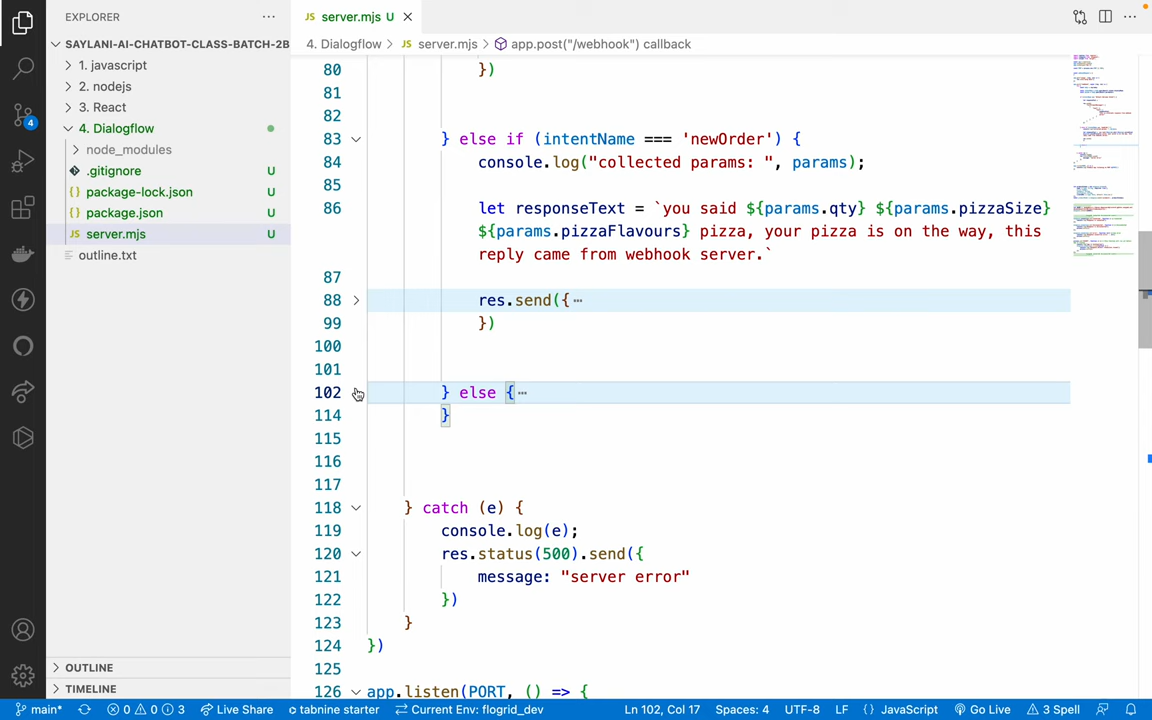 EXPLORER ···
JS server.mjs U
SAYLANI-AI-CHATBOT-CLASS-BATCH-2B
4. Dialogflow > JS server.mjs > app.post("/webhook") callback
> 1. javascript
> 2. nodejs
> 3. React
4. Dialogflow
> node_modules
.gitignore U
{} package-lock.json U
{} package.json U
JS server.mjs U
outline.txt
4
80 })
81
82
83 } else if (intentName === 'newOrder') {
84 console.log("collected params: ", params);
85
86 let responseText = `you said ${params.qty} ${params.pizzaSize}
${params.pizzaFlavours} pizza, your pizza is on the way, this
reply came from webhook server.`
87
88 res.send({ ···
99 })
100
101
102 } else { ···
114 }
115
116
117
118 } catch (e) {
119 console.log(e);
120 res.status(500).send({
121 message: "server error"
122 })
123 }
124 })
125
126 app.listen(PORT, () => {
> OUTLINE
> TIMELINE
main* 0 0 3 Live Share tabnine starter Current Env: flogrid_dev Ln 102, Col 17 Spaces: 4 UTF-8 LF {} JavaScript Go Live 3 Spell